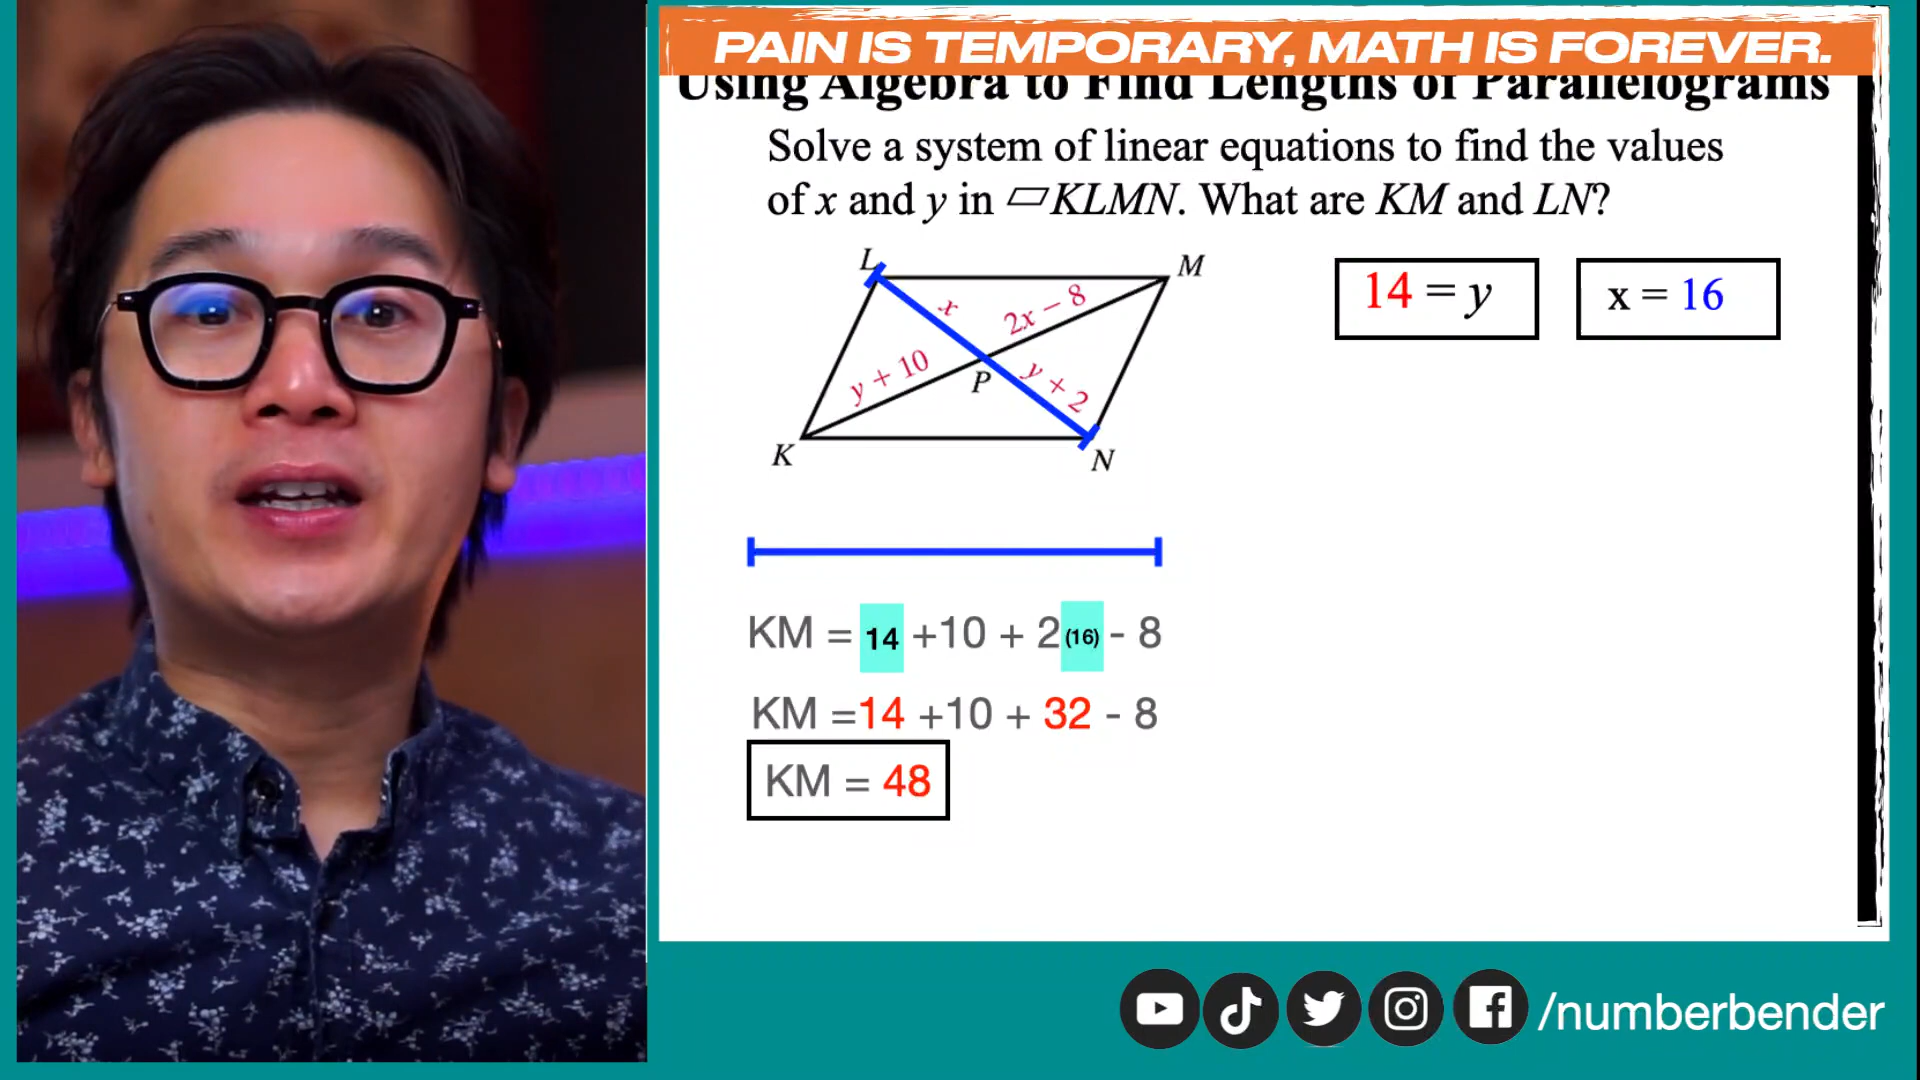 PAIN IS TEMPORARY, MATH IS FOREVER.
Using Algebra to Find Lengths of Parallelograms
Solve a system of linear equations to find the values
of x and y in ▱KLMN. What are KM and LN?
L
M
x
2x − 8
y + 10
P
y + 2
K
N
14 = y
x = 16
KM = 14 +10 + 2(16) - 8
KM =14 +10 + 32 - 8
KM = 48
/numberbender